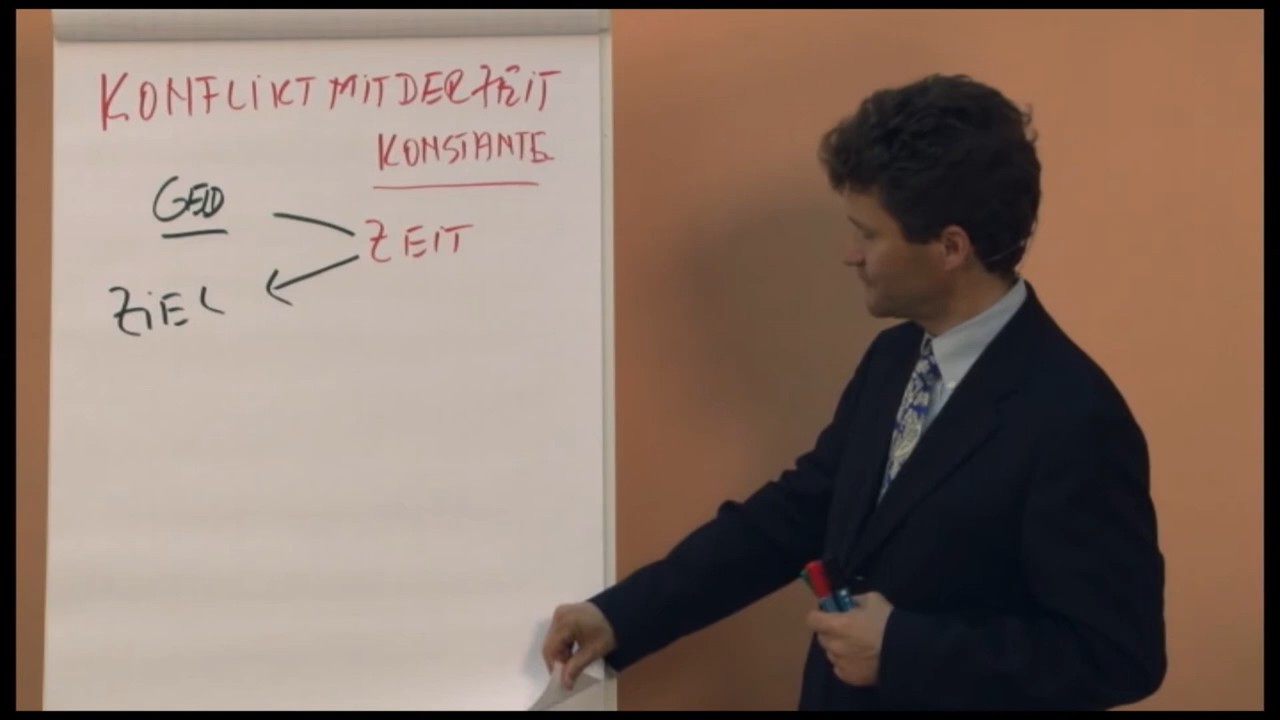 KONFLIKT MIT DER ZEIT
KONSTANTE
GELD
ZEIT
ZIEL